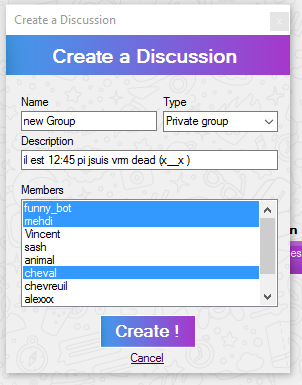 Create a Discussion
x
Create a Discussion
Name
Type
new Group
Private group
Description
il est 12:45 pi jsuis vrm dead (x__x )
Members
funny_bot
mehdi
Vincent
sash
animal
cheval
chevreuil
alexxx
Create !
Cancel
n
es